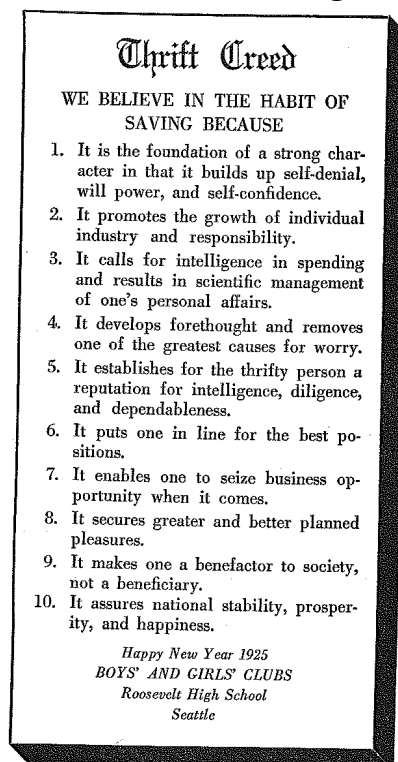 Thrift Creed
WE BELIEVE IN THE HABIT OF
SAVING BECAUSE
1. It is the foundation of a strong char-
acter in that it builds up self-denial,
will power, and self-confidence.
2. It promotes the growth of individual
industry and responsibility.
3. It calls for intelligence in spending
and results in scientific management
of one's personal affairs.
4. It develops forethought and removes
one of the greatest causes for worry.
5. It establishes for the thrifty person a
reputation for intelligence, diligence,
and dependableness.
6. It puts one in line for the best po-
sitions.
7. It enables one to seize business op-
portunity when it comes.
8. It secures greater and better planned
pleasures.
9. It makes one a benefactor to society,
not a beneficiary.
10. It assures national stability, prosper-
ity, and happiness.
Happy New Year 1925
BOYS' AND GIRLS' CLUBS
Roosevelt High School
Seattle